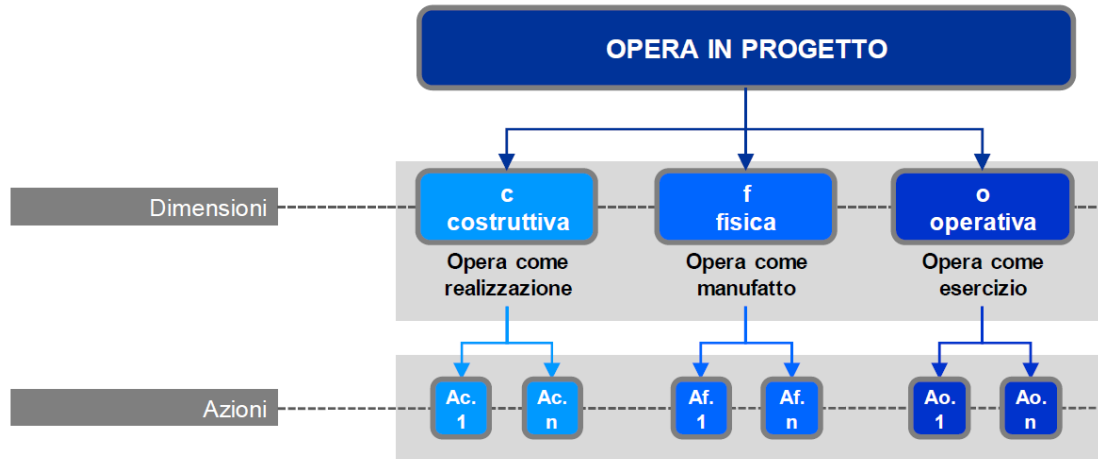 OPERA IN PROGETTO
Dimensioni
c
costruttiva
f
fisica
o
operativa
Opera come
realizzazione
Opera come
manufatto
Opera come
esercizio
Azioni
Ac.
1
Ac.
n
Af.
1
Af.
n
Ao.
1
Ao.
n